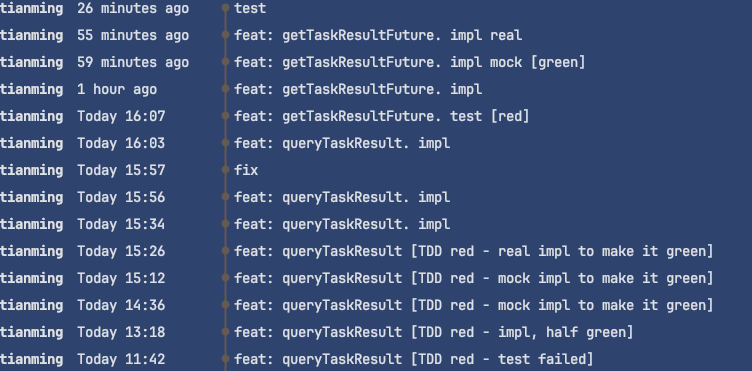 tianming 26 minutes ago test
tianming 55 minutes ago feat: getTaskResultFuture. impl real
tianming 59 minutes ago feat: getTaskResultFuture. impl mock [green]
tianming 1 hour ago feat: getTaskResultFuture. impl
tianming Today 16:07 feat: getTaskResultFuture. test [red]
tianming Today 16:03 feat: queryTaskResult. impl
tianming Today 15:57 fix
tianming Today 15:56 feat: queryTaskResult. impl
tianming Today 15:34 feat: queryTaskResult. impl
tianming Today 15:26 feat: queryTaskResult [TDD red - real impl to make it green]
tianming Today 15:12 feat: queryTaskResult [TDD red - mock impl to make it green]
tianming Today 14:36 feat: queryTaskResult [TDD red - mock impl to make it green]
tianming Today 13:18 feat: queryTaskResult [TDD red - impl, half green]
tianming Today 11:42 feat: queryTaskResult [TDD red - test failed]